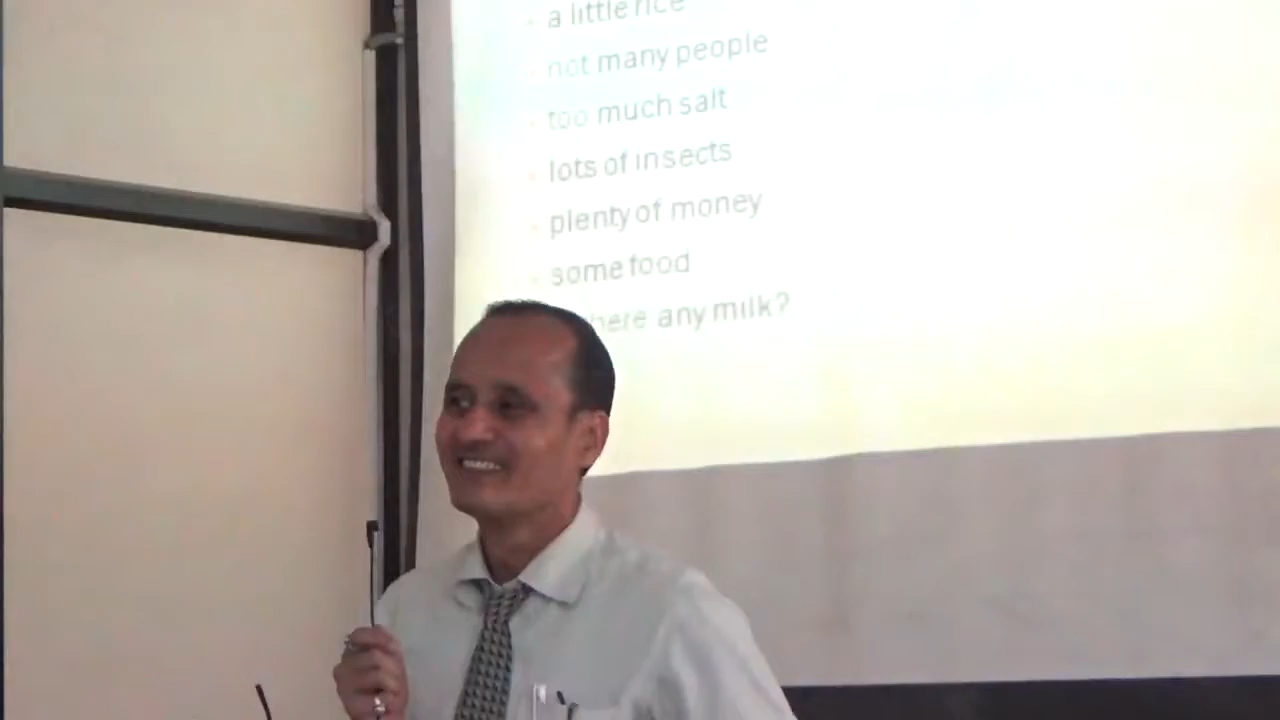 a little rice
not many people
too much salt
lots of insects
plenty of money
some food
here any milk?